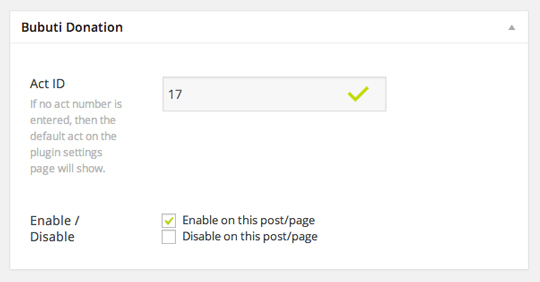 Bubuti Donation
Act ID
17
If no act number is
entered, then the
default act on the
plugin settings
page will show.
Enable /
Disable
Enable on this post/page
Disable on this post/page